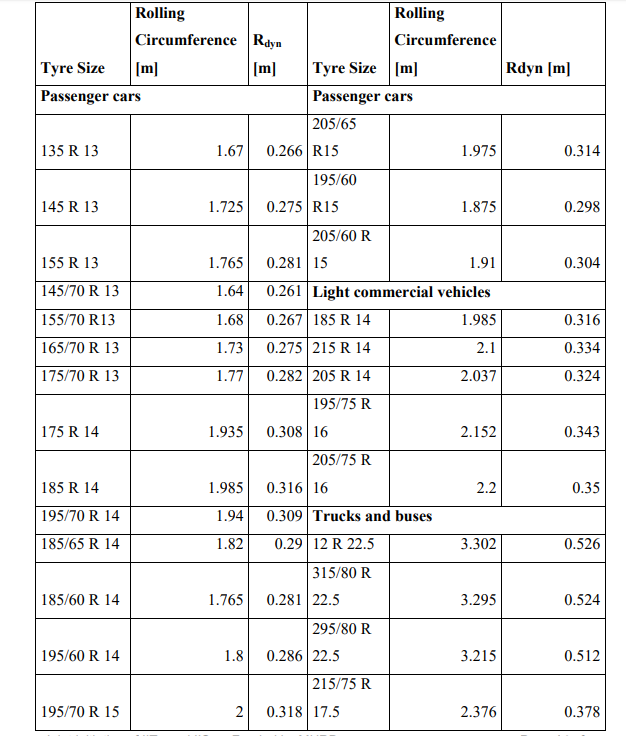 Rolling Rolling
Circumference Rdyn Circumference
Tyre Size [m] [m] Tyre Size [m] Rdyn [m]
Passenger cars Passenger cars
205/65
135 R 13 1.67 0.266 R15 1.975 0.314
195/60
145 R 13 1.725 0.275 R15 1.875 0.298
205/60 R
155 R 13 1.765 0.281 15 1.91 0.304
145/70 R 13 1.64 0.261 Light commercial vehicles
155/70 R13 1.68 0.267 185 R 14 1.985 0.316
165/70 R 13 1.73 0.275 215 R 14 2.1 0.334
175/70 R 13 1.77 0.282 205 R 14 2.037 0.324
195/75 R
175 R 14 1.935 0.308 16 2.152 0.343
205/75 R
185 R 14 1.985 0.316 16 2.2 0.35
195/70 R 14 1.94 0.309 Trucks and buses
185/65 R 14 1.82 0.29 12 R 22.5 3.302 0.526
315/80 R
185/60 R 14 1.765 0.281 22.5 3.295 0.524
295/80 R
195/60 R 14 1.8 0.286 22.5 3.215 0.512
215/75 R
195/70 R 15 2 0.318 17.5 2.376 0.378